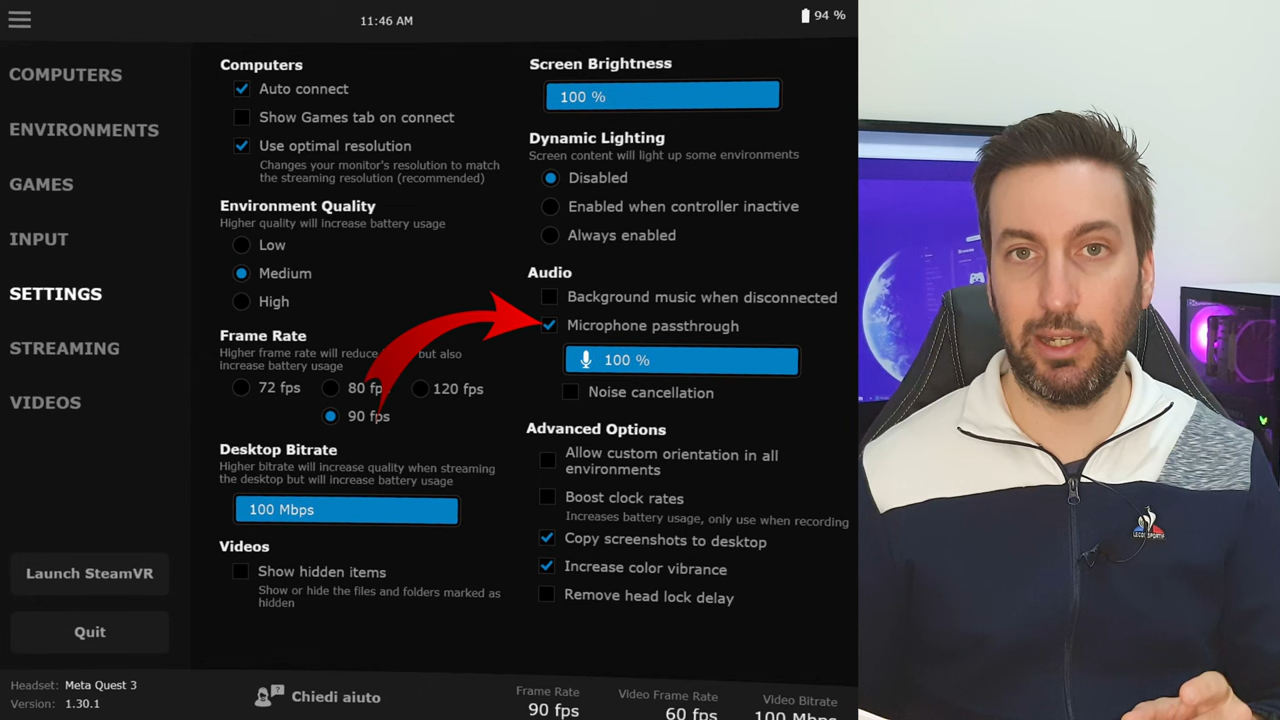 11:46 AM
94 %
COMPUTERS
ENVIRONMENTS
GAMES
INPUT
SETTINGS
STREAMING
VIDEOS
Launch SteamVR
Quit
Headset: Meta Quest 3
Version: 1.30.1
Computers
Auto connect
Show Games tab on connect
Use optimal resolution
Changes your monitor's resolution to match
the streaming resolution (recommended)
Environment Quality
Higher quality will increase battery usage
Low
Medium
High
Frame Rate
Higher frame rate will reduce but also
increase battery usage
72 fps
80 fp
120 fps
90 fps
Desktop Bitrate
Higher bitrate will increase quality when streaming
the desktop but will increase battery usage
100 Mbps
Videos
Show hidden items
Show or hide the files and folders marked as
hidden
Screen Brightness
100 %
Dynamic Lighting
Screen content will light up some environments
Disabled
Enabled when controller inactive
Always enabled
Audio
Background music when disconnected
Microphone passthrough
100 %
Noise cancellation
Advanced Options
Allow custom orientation in all
environments
Boost clock rates
Increases battery usage, only use when recording
Copy screenshots to desktop
Increase color vibrance
Remove head lock delay
Chiedi aiuto
Frame Rate
90 fps
Video Frame Rate
60 fps
Video Bitrate
100 Mbps
LE COQ SPORTIF